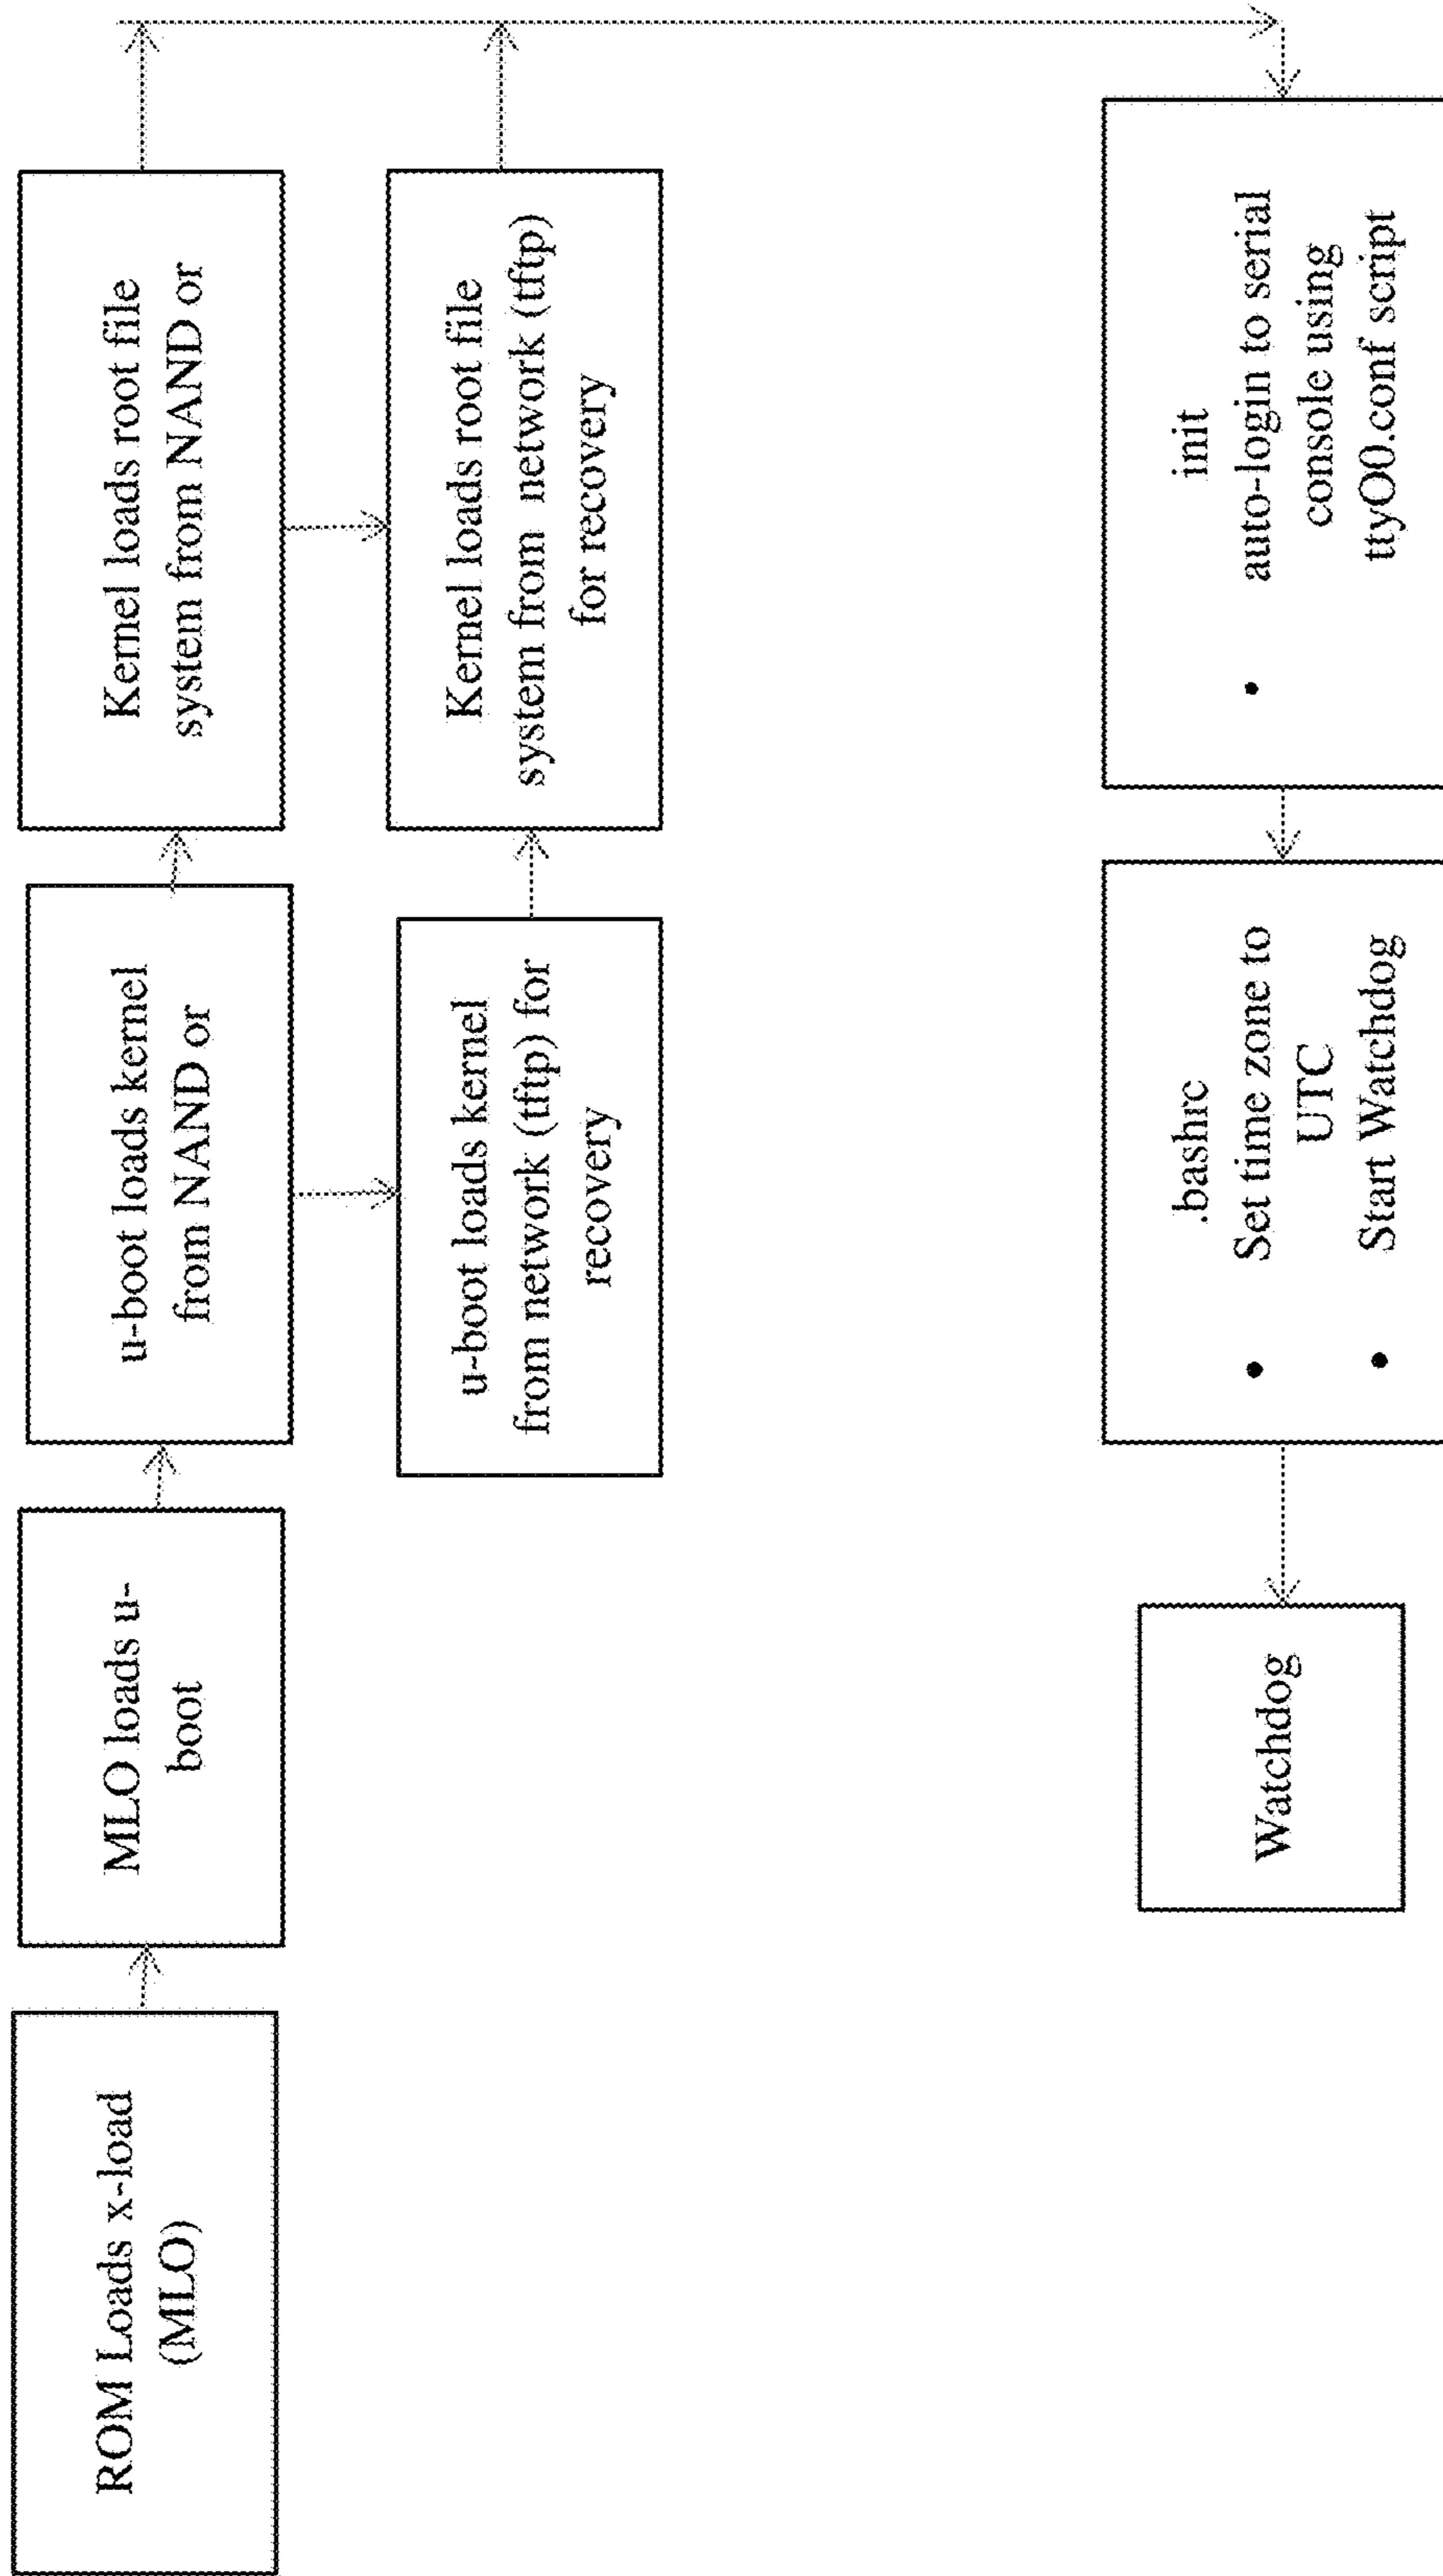 ROM Loads x-load
(MLO)
MLO loads u-
boot
u-boot loads kernel
from NAND or
Kernel loads root file
system from NAND or
u-boot loads kernel
from network (tftp) for
recovery
Kernel loads root file
system from network (tftp)
for recovery
Watchdog
.bashrc
• Set time zone to
UTC
• Start Watchdog
init
• auto-login to serial
console using
ttyO0.conf script